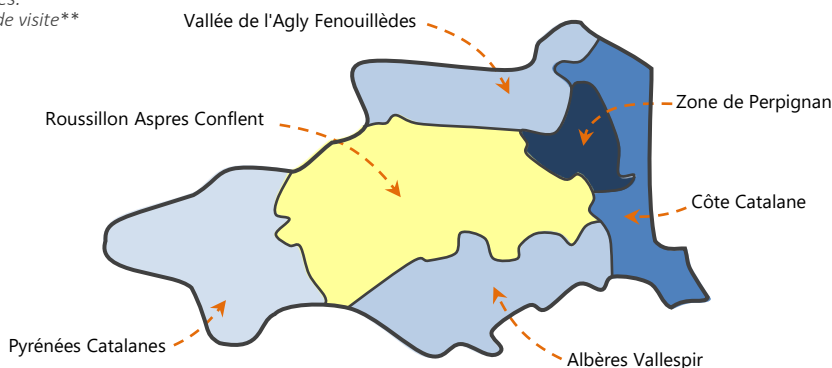 de visite**
Vallée de l'Agly Fenouillèdes
Zone de Perpignan
Roussillon Aspres Conflent
Côte Catalane
Pyrénées Catalanes
Albères Vallespir